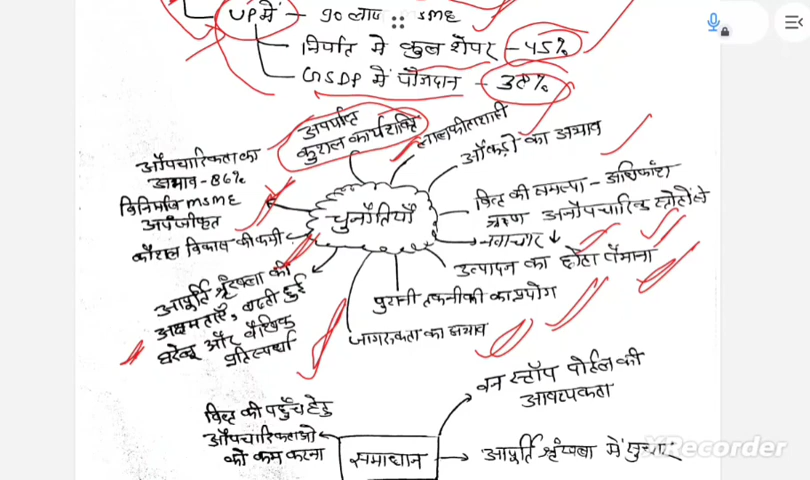 UP में - 90 लाख MSME
निर्यात में कुल शेयर - 45%
GSDP में योगदान -
अपर्याप्त
कुशल कार्यशक्ति
लालफीताशाही
आँकड़ों का अभाव
औपचारिकता का
अभाव - 86%
विनिर्माण MSME
अपंजीकृत
कौशल विकास की कमी
चुनौतियाँ
वित्त की समस्या - अधिकांश
ऋण अनौपचारिक स्त्रोतों से
नवाचार ↓
उत्पादन का छोटा पैमाना
आपूर्ति श्रृंखला की
अक्षमताएँ, बढ़ती हुई
घरेलू और वैश्विक
प्रतिस्पर्धा
पुरानी तकनीकी का प्रयोग
जागरुकता का अभाव
वन स्टॉप पोर्टल की
आवश्यकता
वित्त की पहुँच हेतु
औपचारिकताओं
को कम करना
समाधान
आपूर्ति श्रृंखला में सुधार
XRecorder